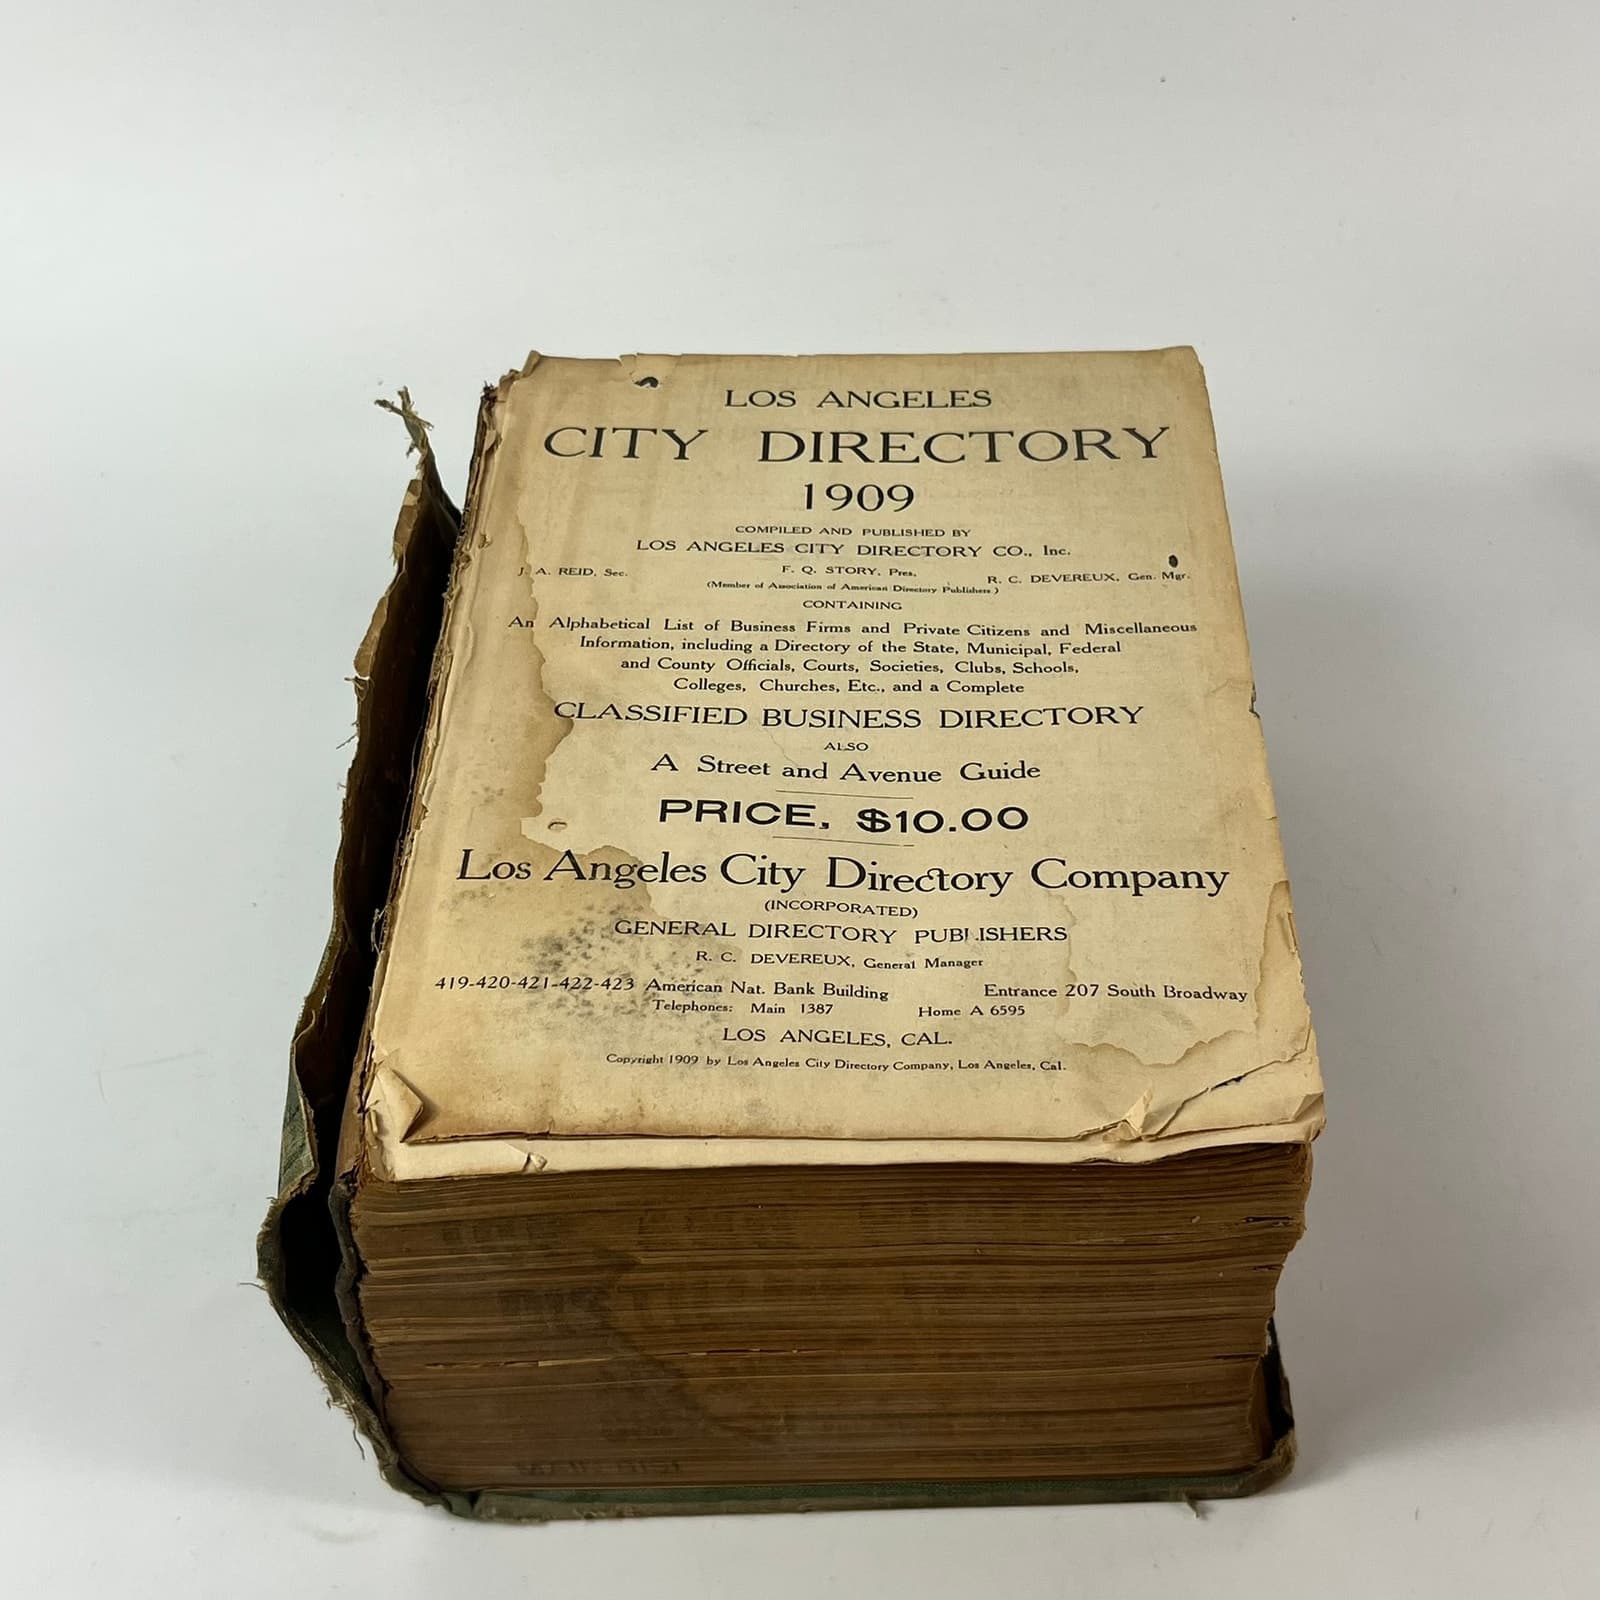 LOS ANGELES
CITY DIRECTORY
1909
COMPILED AND PUBLISHED BY
LOS ANGELES CITY DIRECTORY CO., Inc.
J. A. REID, Sec. F. Q. STORY, Pres. R. C. DEVEREUX, Gen. Mgr.
(Member of Association of American Directory Publishers)
CONTAINING
An Alphabetical List of Business Firms and Private Citizens and Miscellaneous
Information, including a Directory of the State, Municipal, Federal
and County Officials, Courts, Societies, Clubs, Schools,
Colleges, Churches, Etc., and a Complete
CLASSIFIED BUSINESS DIRECTORY
ALSO
A Street and Avenue Guide
PRICE, $10.00
Los Angeles City Directory Company
(INCORPORATED)
GENERAL DIRECTORY PUBLISHERS
R. C. DEVEREUX, General Manager
419-420-421-422-423 American Nat. Bank Building Entrance 207 South Broadway
Telephones: Main 1387 Home A 6595
LOS ANGELES, CAL.
Copyright 1909 by Los Angeles City Directory Company, Los Angeles, Cal.